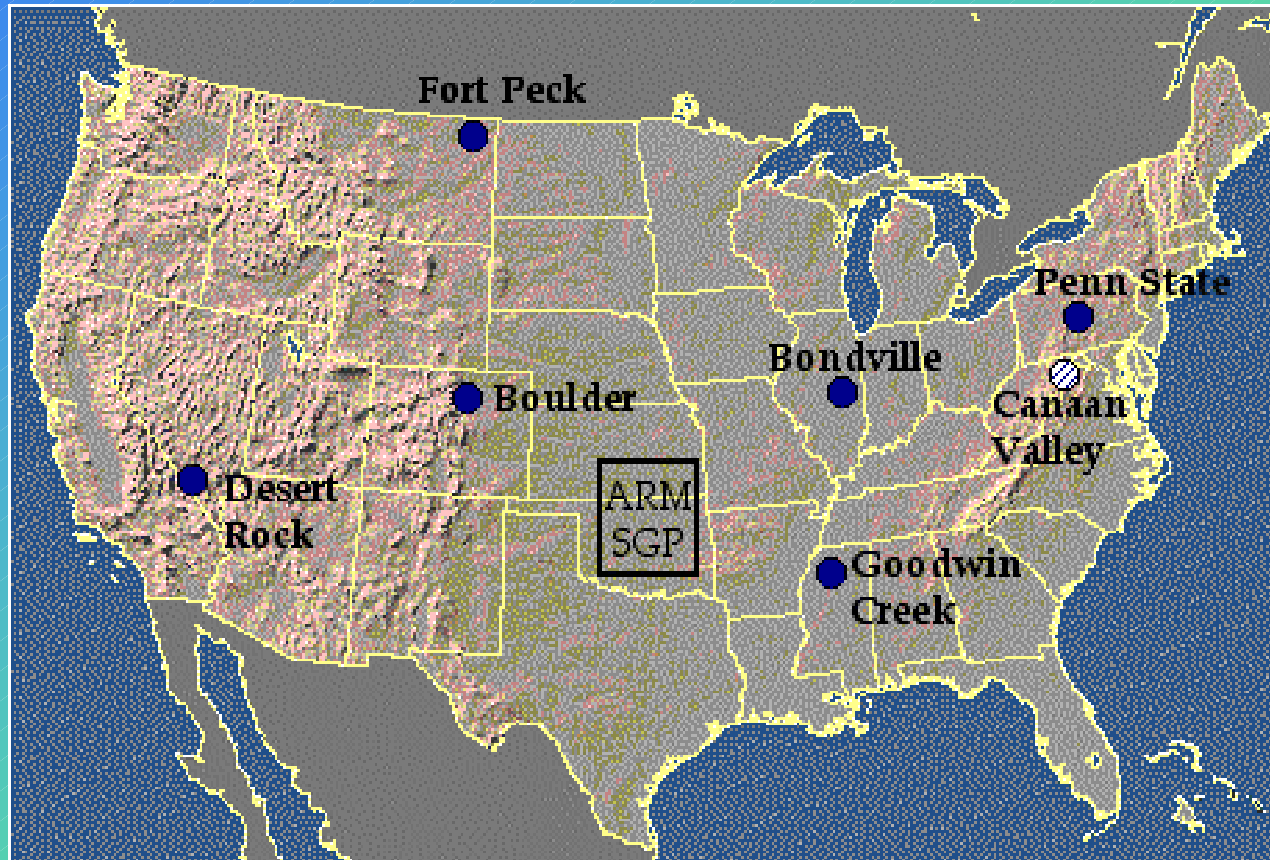 Fort Peck
Penn State
Bondville
Boulder
Canaan
Valley
Desert
Rock
ARM
SGP
Goodwin
Creek